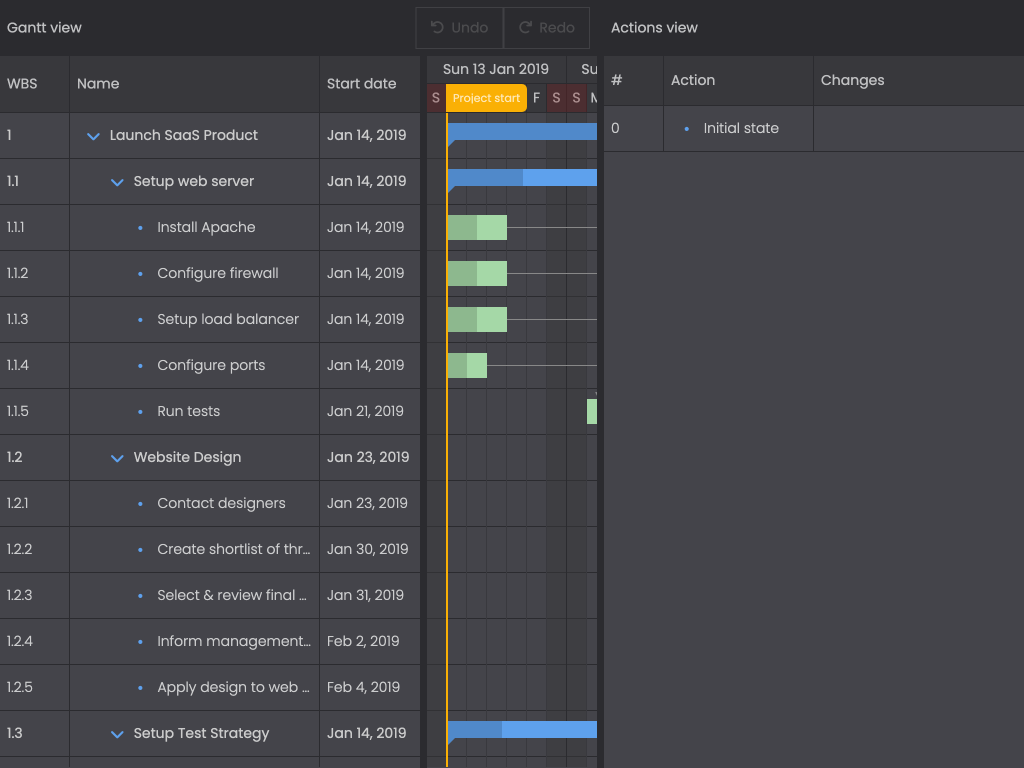 Gantt view
Undo
Redo
Actions view
WBS
Name
Start date
Sun 13 Jan 2019
Su
S
Project start
F
S
S
M
#
Action
Changes
1
Launch SaaS Product
Jan 14, 2019
0
Initial state
1.1
Setup web server
Jan 14, 2019
1.1.1
Install Apache
Jan 14, 2019
1.1.2
Configure firewall
Jan 14, 2019
1.1.3
Setup load balancer
Jan 14, 2019
1.1.4
Configure ports
Jan 14, 2019
1.1.5
Run tests
Jan 21, 2019
1.2
Website Design
Jan 23, 2019
1.2.1
Contact designers
Jan 23, 2019
1.2.2
Create shortlist of thr...
Jan 30, 2019
1.2.3
Select & review final ...
Jan 31, 2019
1.2.4
Inform management...
Feb 2, 2019
1.2.5
Apply design to web ...
Feb 4, 2019
1.3
Setup Test Strategy
Jan 14, 2019